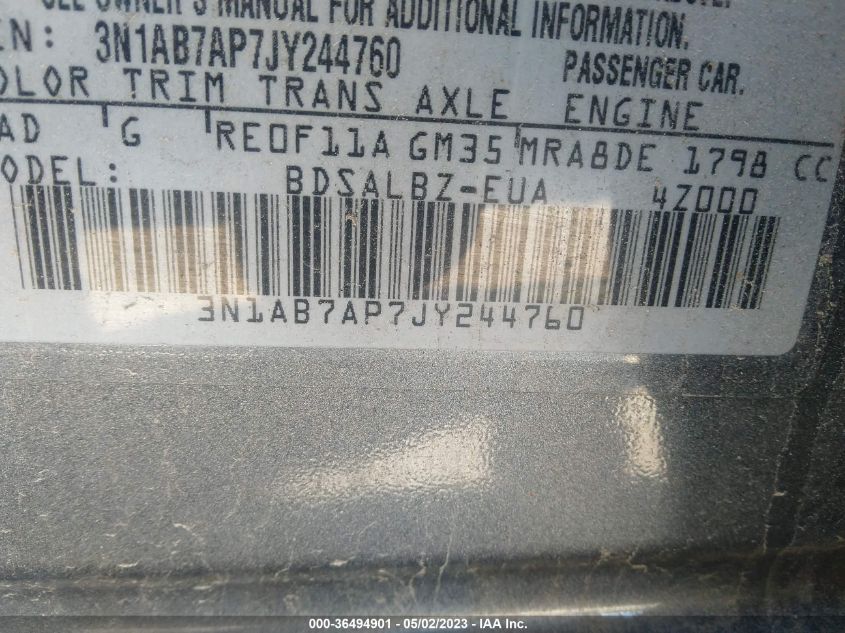 OWNER'S MANUAL FOR ADDITIONAL INFORMATION.
IN: 3N1AB7AP7JY244760 PASSENGER CAR.
OLOR TRIM TRANS AXLE ENGINE
AD G RE0F11A GM35 MRA8DE 1798 CC
ODEL: BDSALBZ-EUA 4Z000
3N1AB7AP7JY244760
000-36494901 - 05/02/2023 - IAA Inc.